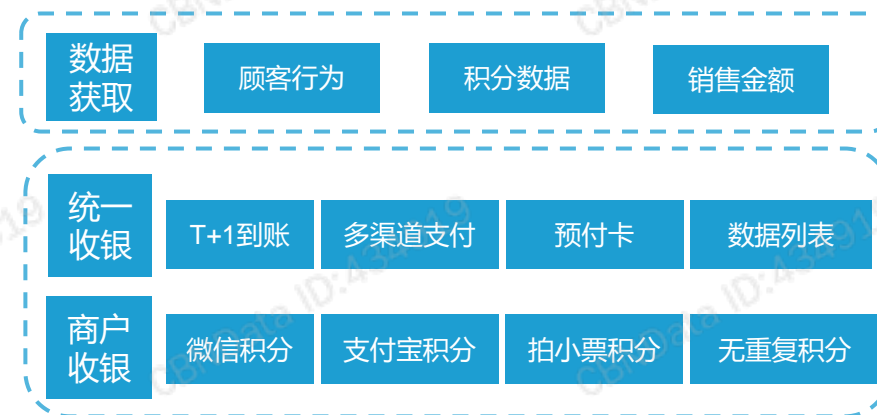 数据
获取
顾客行为
积分数据
销售金额
统一
收银
T+1到账
多渠道支付
预付卡
数据列表
商户
收银
微信积分
支付宝积分
拍小票积分
无重复积分